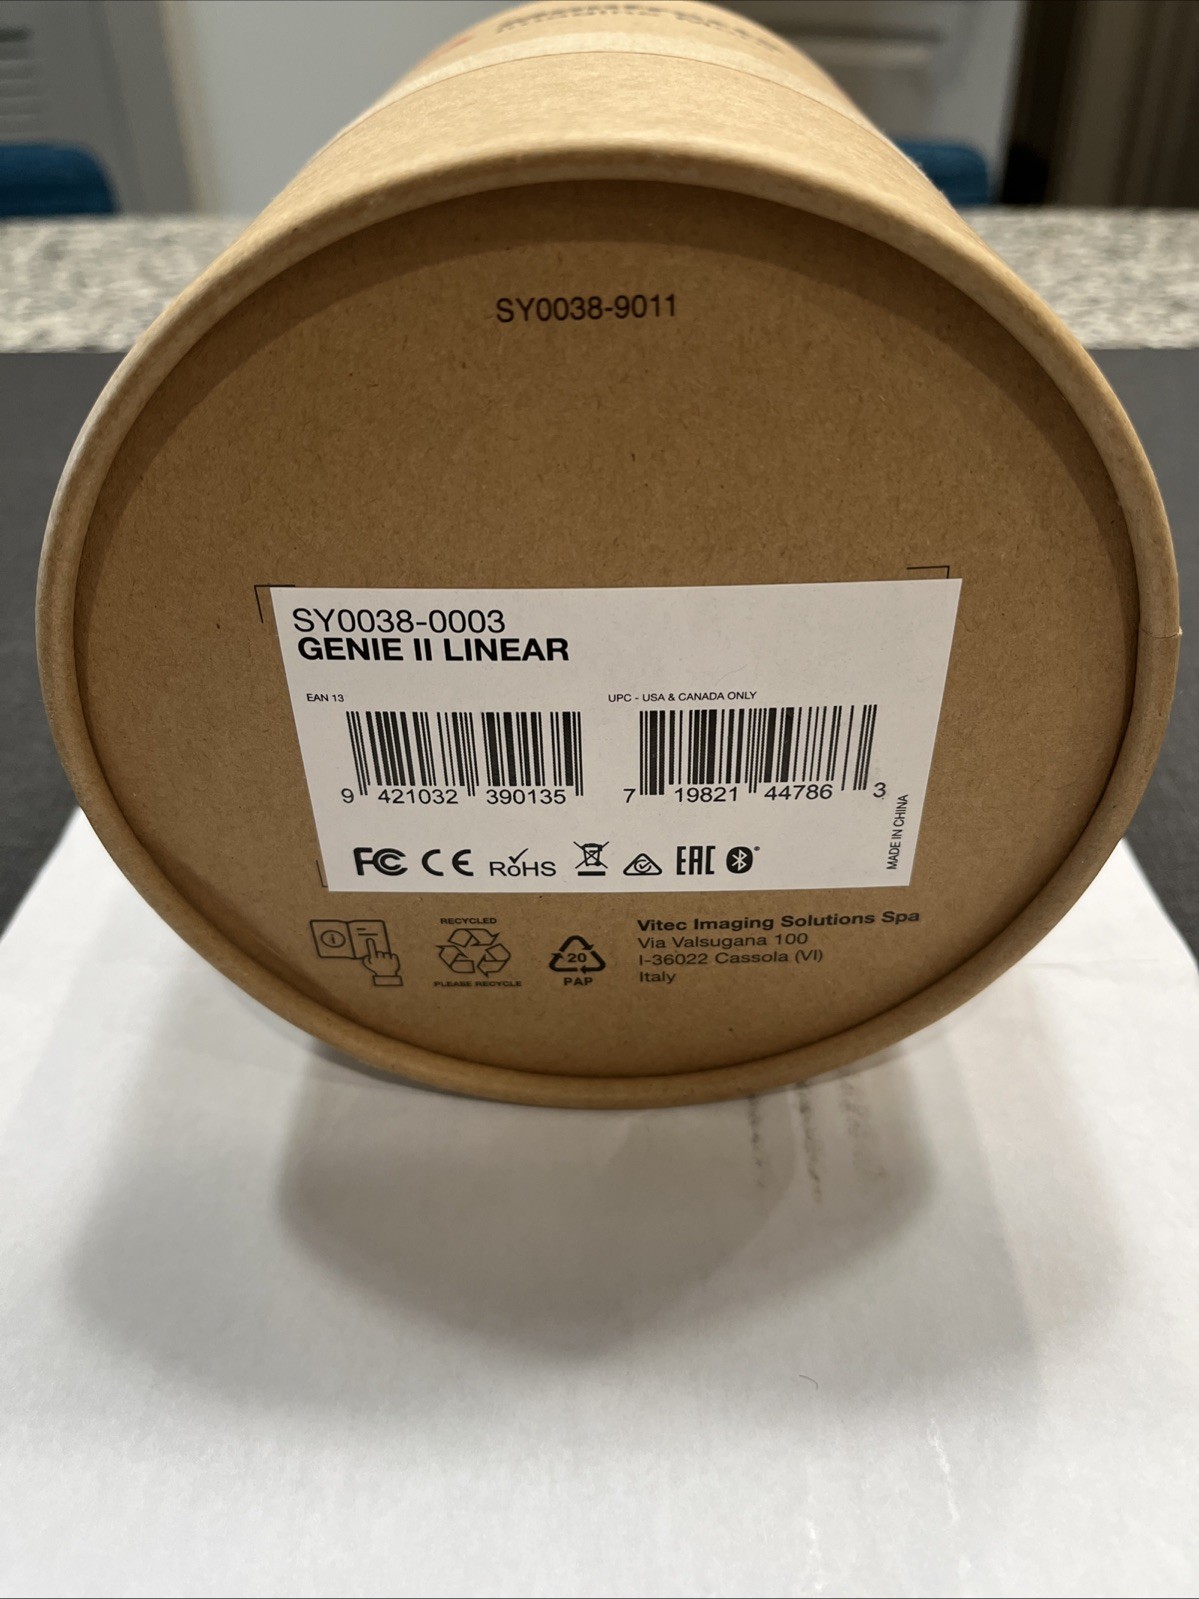 SY0038-9011
SY0038-0003
GENIE II LINEAR
EAN 13
UPC - USA & CANADA ONLY
9 421032 390135
7 19821 44786 3
MADE IN CHINA
FC CE RoHS EAC
RECYCLED
PLEASE RECYCLE
20
PAP
Vitec Imaging Solutions Spa
Via Valsugana 100
I-36022 Cassola (VI)
Italy